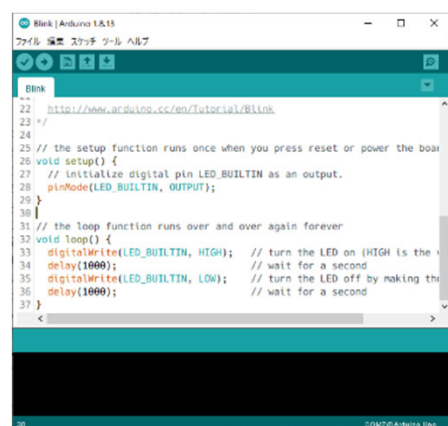 Blink | Arduino 1.8.13
ファイル 編集 スケッチ ツール ヘルプ
Blink
22 http://www.arduino.cc/en/Tutorial/Blink
23 */
24
25 // the setup function runs once when you press reset or power the boar
26 void setup() {
27 // initialize digital pin LED_BUILTIN as an output.
28 pinMode(LED_BUILTIN, OUTPUT);
29 }
30
31 // the loop function runs over and over again forever
32 void loop() {
33 digitalWrite(LED_BUILTIN, HIGH); // turn the LED on (HIGH is the v
34 delay(1000); // wait for a second
35 digitalWrite(LED_BUILTIN, LOW); // turn the LED off by making the
36 delay(1000); // wait for a second
37 }
30
Arduino Uno